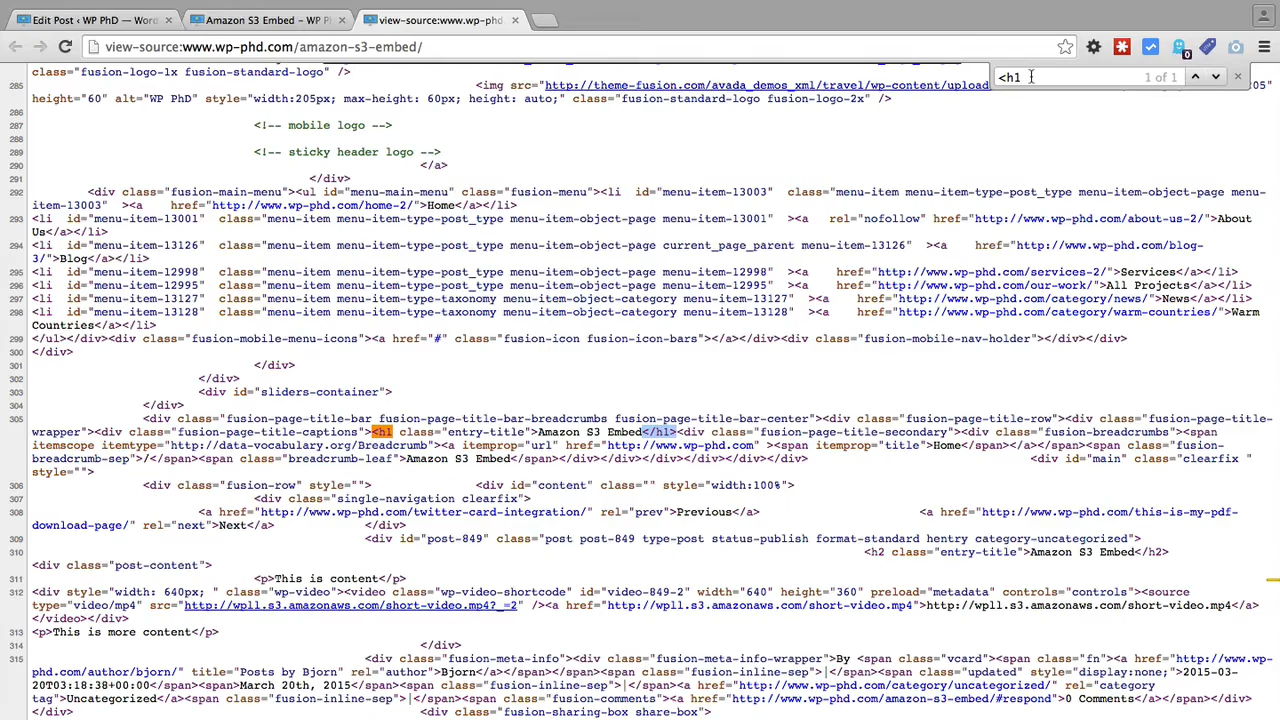 Edit Post ‹ WP PhD — Wor
Amazon S3 Embed - WP P
view-source:www.wp-phd
view-source:www.wp-phd.com/amazon-s3-embed/
<h1
1 of 1
class="fusion-logo-1x fusion-standard-logo" />
285 <img src="http://theme-fusion.com/avada_demos_xml/travel/wp-content/upload
height="60" alt="WP PhD" style="width:205px; max-height: 60px; height: auto;" class="fusion-standard-logo fusion-logo-2x" />
286
287 <!-- mobile logo -->
288
289 <!-- sticky header logo -->
290 </a>
291 </div>
292 <div class="fusion-main-menu"><ul id="menu-main-menu" class="fusion-menu"><li id="menu-item-13003" class="menu-item menu-item-type-post_type menu-item-object-page menu-
item-13003" ><a href="http://www.wp-phd.com/home-2/">Home</a></li>
293 <li id="menu-item-13001" class="menu-item menu-item-type-post_type menu-item-object-page menu-item-13001" ><a rel="nofollow" href="http://www.wp-phd.com/about-us-2/">About
Us</a></li>
294 <li id="menu-item-13126" class="menu-item menu-item-type-post_type menu-item-object-page current_page_parent menu-item-13126" ><a href="http://www.wp-phd.com/blog-
3/">Blog</a></li>
295 <li id="menu-item-12998" class="menu-item menu-item-type-post_type menu-item-object-page menu-item-12998" ><a href="http://www.wp-phd.com/services-2/">Services</a></li>
296 <li id="menu-item-12995" class="menu-item menu-item-type-post_type menu-item-object-page menu-item-12995" ><a href="http://www.wp-phd.com/our-work/">All Projects</a></li>
297 <li id="menu-item-13127" class="menu-item menu-item-type-taxonomy menu-item-object-category menu-item-13127" ><a href="http://www.wp-phd.com/category/news/">News</a></li>
298 <li id="menu-item-13128" class="menu-item menu-item-type-taxonomy menu-item-object-category menu-item-13128" ><a href="http://www.wp-phd.com/category/warm-countries/">Warm
Countries</a></li>
299 </ul></div><div class="fusion-mobile-menu-icons"><a href="#" class="fusion-icon fusion-icon-bars"></a></div><div class="fusion-mobile-nav-holder"></div></div>
300 </div>
301 </div>
302 </div>
303 <div id="sliders-container">
304 </div>
305 <div class="fusion-page-title-bar fusion-page-title-bar-breadcrumbs fusion-page-title-bar-center"><div class="fusion-page-title-row"><div class="fusion-page-title-
wrapper"><div class="fusion-page-title-captions"><h1 class="entry-title">Amazon S3 Embed</h1><div class="fusion-page-title-secondary"><div class="fusion-breadcrumbs"><span
itemscope itemtype="http://data-vocabulary.org/Breadcrumb"><a itemprop="url" href="http://www.wp-phd.com" ><span itemprop="title">Home</span></a></span><span class="fusion-
breadcrumb-sep">/</span><span class="breadcrumb-leaf">Amazon S3 Embed</span></div></div></div></div></div></div> <div id="main" class="clearfix "
style="">
306 <div class="fusion-row" style=""> <div id="content" class="" style="width:100%">
307 <div class="single-navigation clearfix">
308 <a href="http://www.wp-phd.com/twitter-card-integration/" rel="prev">Previous</a> <a href="http://www.wp-phd.com/this-is-my-pdf-
download-page/" rel="next">Next</a> </div>
309 <div id="post-849" class="post post-849 type-post status-publish format-standard hentry category-uncategorized">
310 <h2 class="entry-title">Amazon S3 Embed</h2>
<div class="post-content">
311 <p>This is content</p>
312 <div style="width: 640px; " class="wp-video"><video class="wp-video-shortcode" id="video-849-2" width="640" height="360" preload="metadata" controls="controls"><source
type="video/mp4" src="http://wpl1.s3.amazonaws.com/short-video.mp4?_=2" /><a href="http://wpl1.s3.amazonaws.com/short-video.mp4">http://wpl1.s3.amazonaws.com/short-video.mp4</a>
</video></div>
313 <p>This is more content</p>
314 </div>
315 <div class="fusion-meta-info"><div class="fusion-meta-info-wrapper">By <span class="vcard"><span class="fn"><a href="http://www.wp-
phd.com/author/bjorn/" title="Posts by Bjorn" rel="author">Bjorn</a></span></span><span class="fusion-inline-sep">|</span><span class="updated" style="display:none;">2015-03-
20T03:18:38+00:00</span><span>March 20th, 2015</span><span class="fusion-inline-sep">|</span><a href="http://www.wp-phd.com/category/uncategorized/" rel="category
tag">Uncategorized</a><span class="fusion-inline-sep">|</span><span class="fusion-comments"><a href="http://www.wp-phd.com/amazon-s3-embed/#respond">0 Comments</a></span></div>
</div> <div class="fusion-sharing-box share-box">